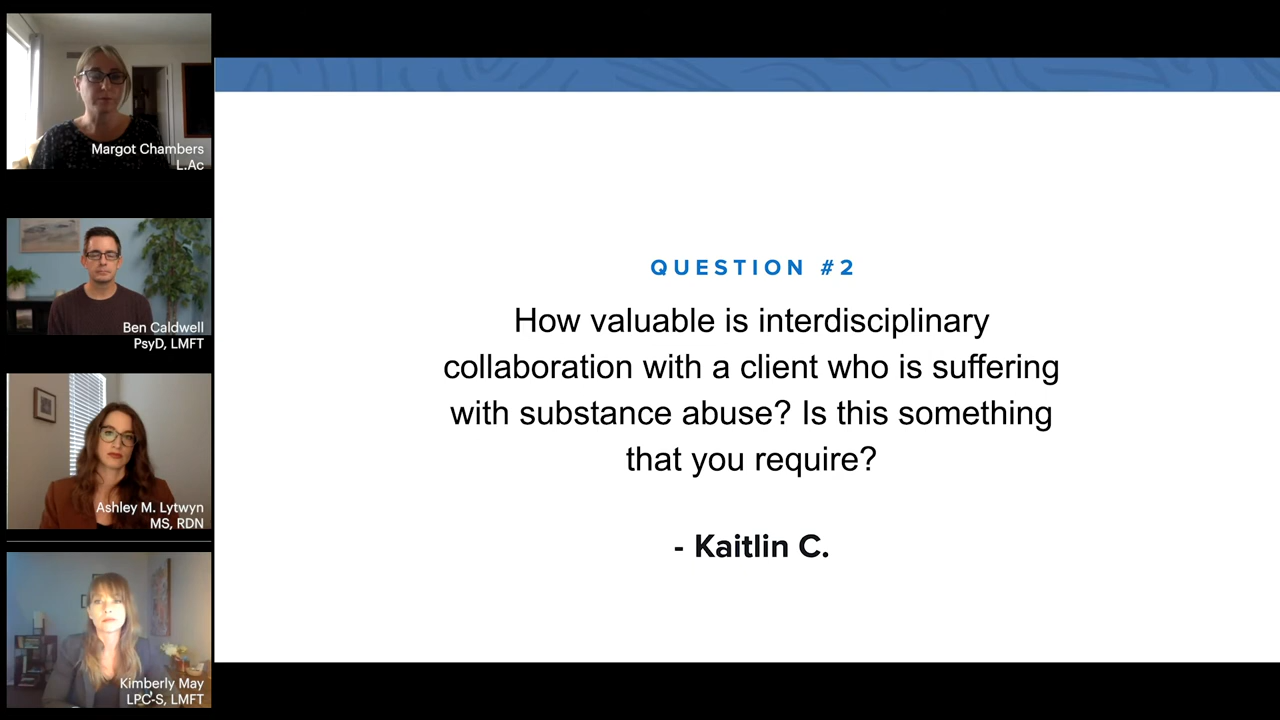 Margot Chambers
L.Ac
Ben Caldwell
PsyD, LMFT
Ashley M. Lytwyn
MS, RDN
Kimberly May
LPC-S, LMFT
QUESTION #2
How valuable is interdisciplinary
collaboration with a client who is suffering
with substance abuse? Is this something
that you require?
- Kaitlin C.